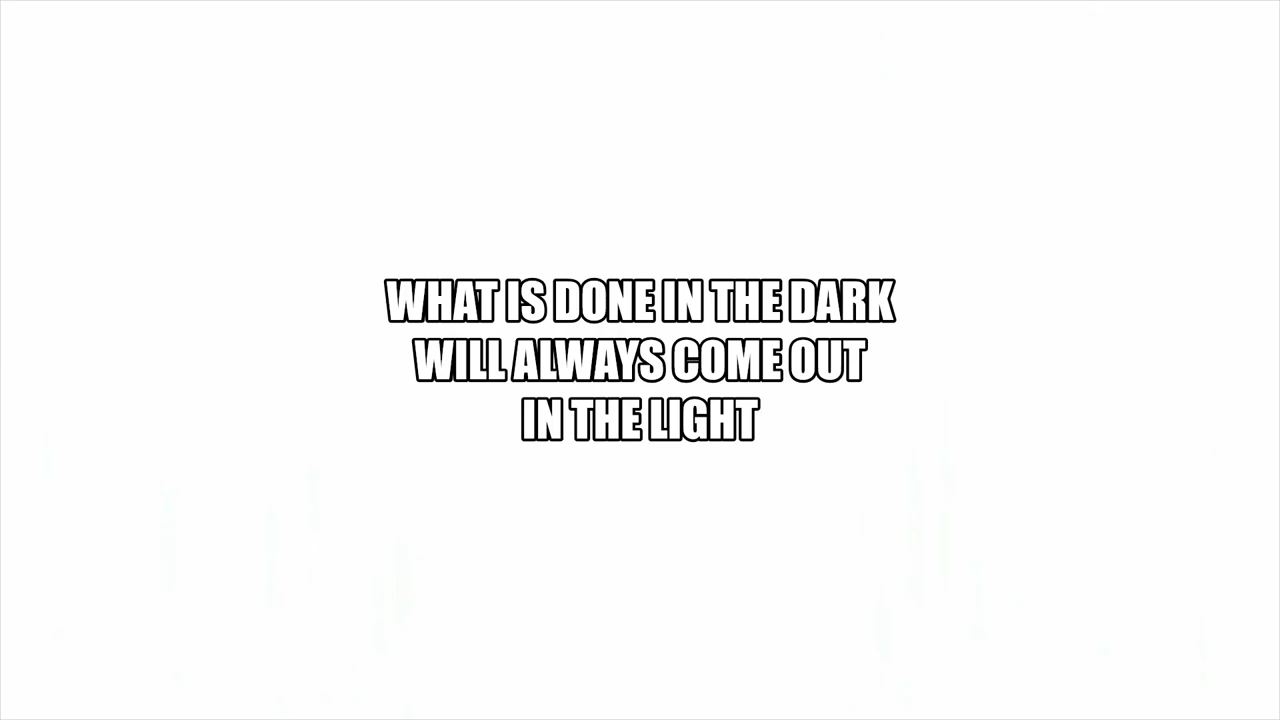 WHAT IS DONE IN THE DARK
WILL ALWAYS COME OUT
IN THE LIGHT